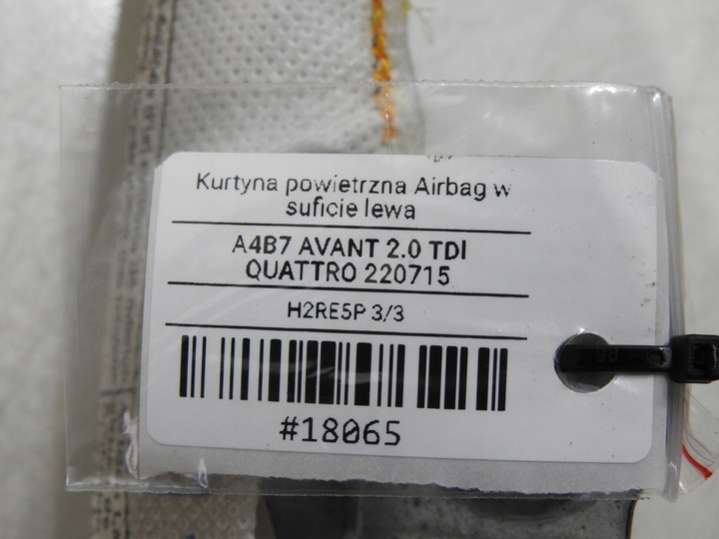 Kurtyna powietrzna Airbag w
suficie lewa
A4B7 AVANT 2.0 TDI
QUATTRO 220715
H2RE5P 3/3
#18065